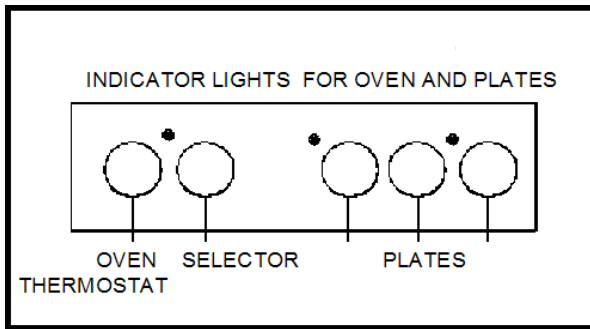 INDICATOR LIGHTS FOR OVEN AND PLATES
OVEN SELECTOR PLATES
THERMOSTAT